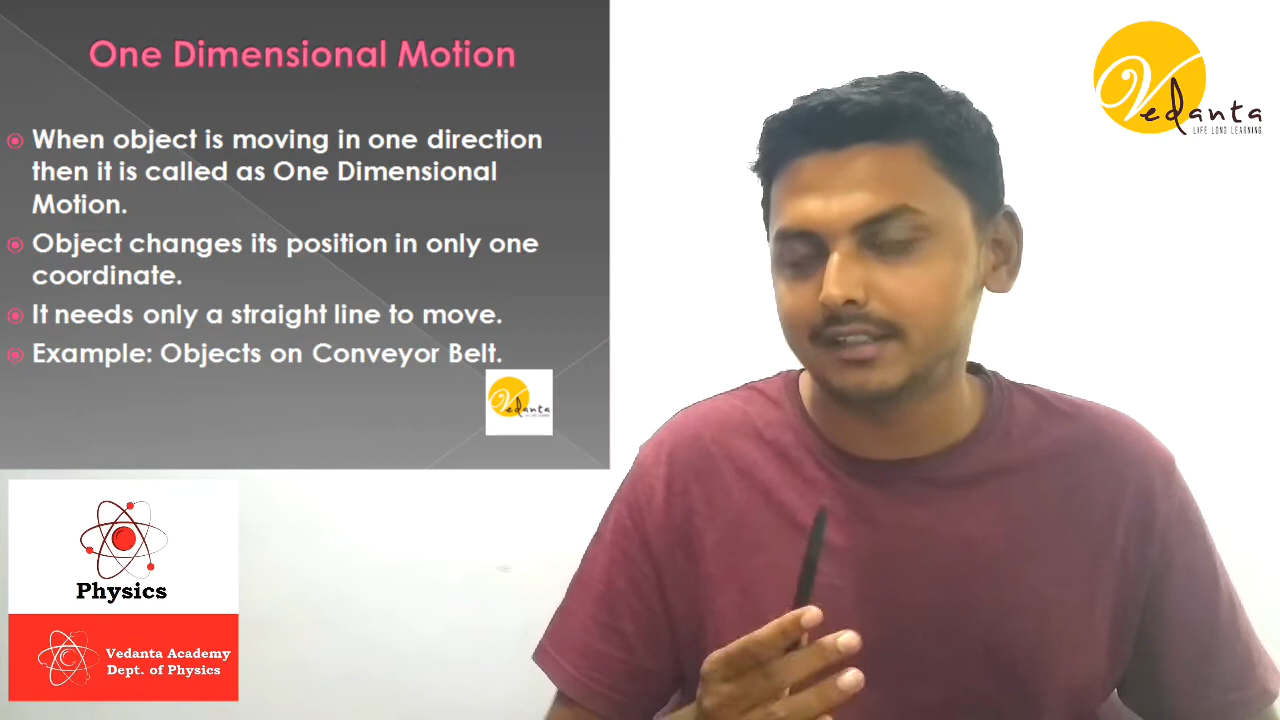 One Dimensional Motion
When object is moving in one direction
then it is called as One Dimensional
Motion.
Object changes its position in only one
coordinate.
It needs only a straight line to move.
Example: Objects on Conveyor Belt.
Vedanta
Vedanta
LIFE LONG LEARNING
Physics
Vedanta Academy
Dept. of Physics